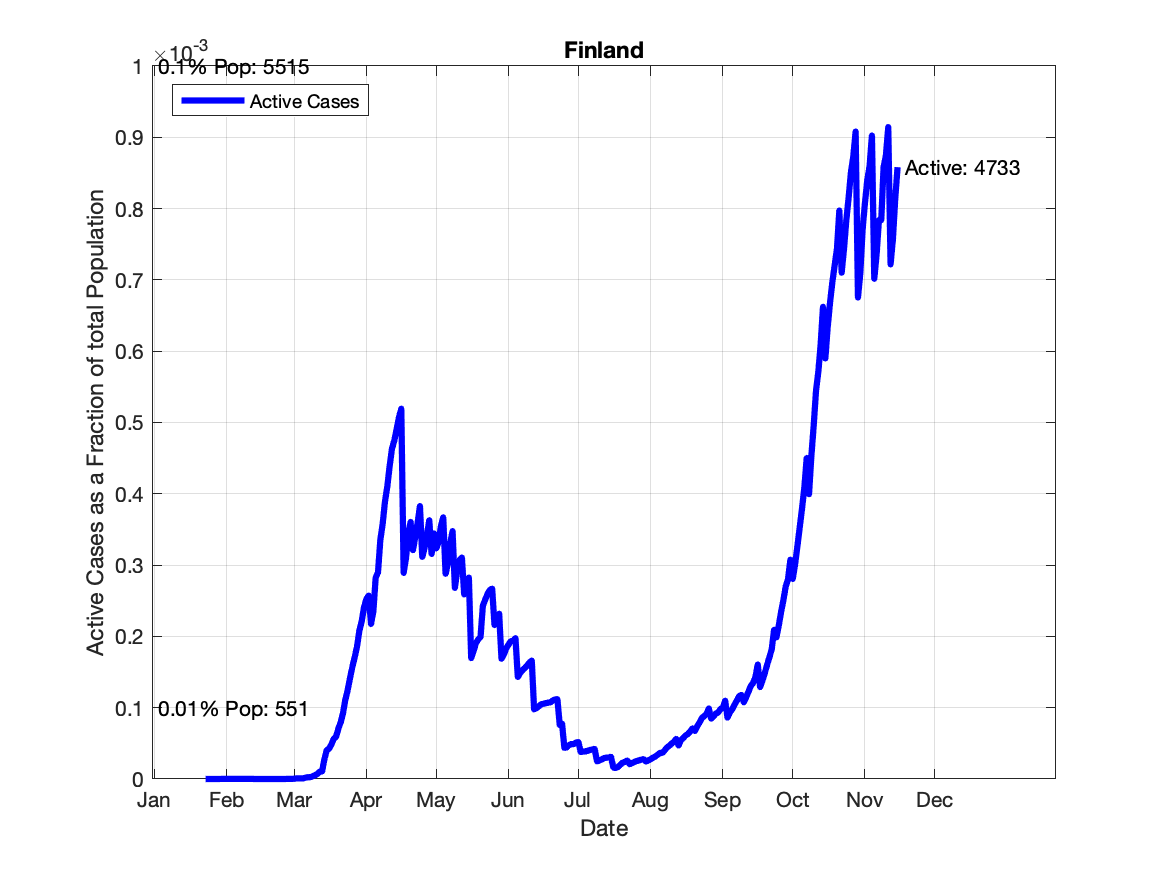 Finland
×10-3
0.1% Pop: 5515
Active Cases
Active: 4733
0.01% Pop: 551
1
0.9
0.8
0.7
0.6
0.5
0.4
0.3
0.2
0.1
0
Active Cases as a Fraction of total Population
Jan Feb Mar Apr May Jun Jul Aug Sep Oct Nov Dec
Date